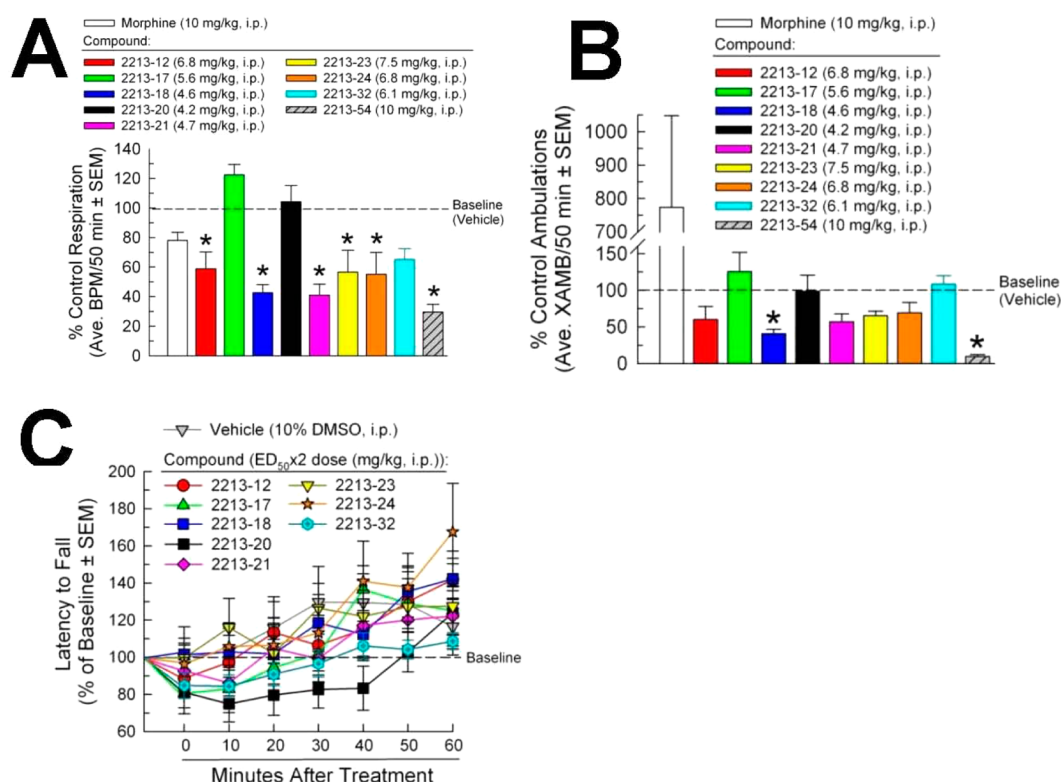 A
Morphine (10 mg/kg, i.p.)
Compound:
2213-12 (6.8 mg/kg, i.p.)
2213-17 (5.6 mg/kg, i.p.)
2213-18 (4.6 mg/kg, i.p.)
2213-20 (4.2 mg/kg, i.p.)
2213-21 (4.7 mg/kg, i.p.)
2213-23 (7.5 mg/kg, i.p.)
2213-24 (6.8 mg/kg, i.p.)
2213-32 (6.1 mg/kg, i.p.)
2213-54 (10 mg/kg, i.p.)
% Control Respiration
(Ave. BPM/50 min ± SEM)
140
120
100
80
60
40
20
0
* * * * * *
Baseline
(Vehicle)
B
Morphine (10 mg/kg, i.p.)
Compound:
2213-12 (6.8 mg/kg, i.p.)
2213-17 (5.6 mg/kg, i.p.)
2213-18 (4.6 mg/kg, i.p.)
2213-20 (4.2 mg/kg, i.p.)
2213-21 (4.7 mg/kg, i.p.)
2213-23 (7.5 mg/kg, i.p.)
2213-24 (6.8 mg/kg, i.p.)
2213-32 (6.1 mg/kg, i.p.)
2213-54 (10 mg/kg, i.p.)
% Control Ambulations
(Ave. XAMB/50 min ± SEM)
1000
900
800
700
150
100
50
0
* *
Baseline
(Vehicle)
C
Vehicle (10% DMSO, i.p.)
Compound (ED50x2 dose (mg/kg, i.p.)):
2213-12
2213-17
2213-18
2213-20
2213-21
2213-23
2213-24
2213-32
Latency to Fall
(% of Baseline ± SEM)
200
180
160
140
120
100
80
60
Baseline
0 10 20 30 40 50 60
Minutes After Treatment